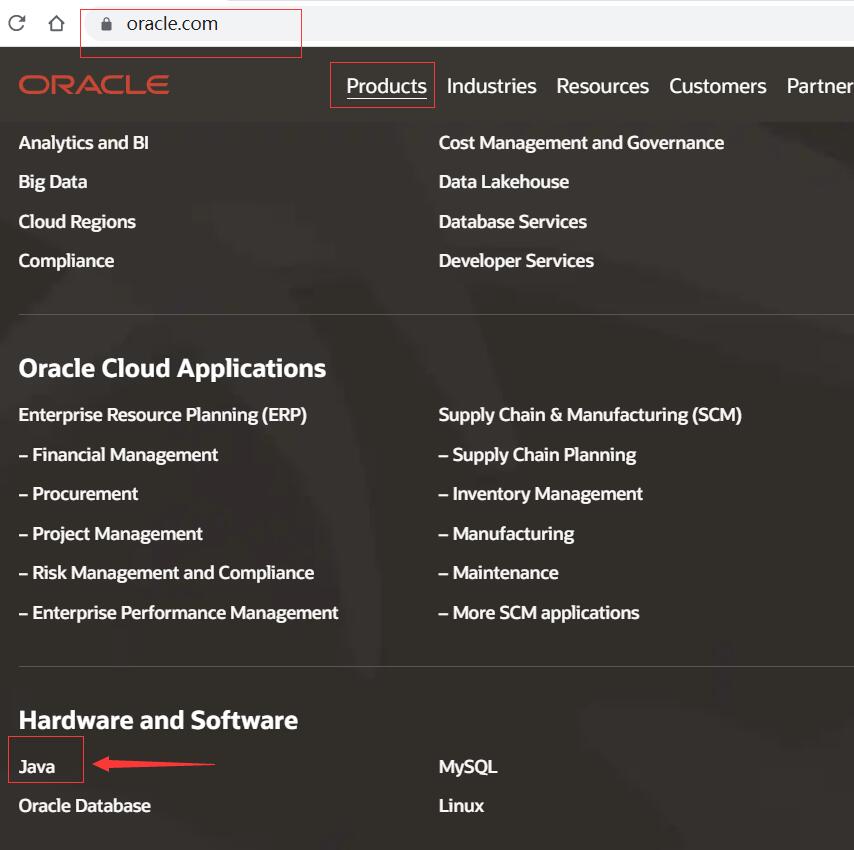 oracle.com
ORACLE Products Industries Resources Customers Partner
Analytics and BI Cost Management and Governance
Big Data Data Lakehouse
Cloud Regions Database Services
Compliance Developer Services
Oracle Cloud Applications
Enterprise Resource Planning (ERP) Supply Chain & Manufacturing (SCM)
– Financial Management – Supply Chain Planning
– Procurement – Inventory Management
– Project Management – Manufacturing
– Risk Management and Compliance – Maintenance
– Enterprise Performance Management – More SCM applications
Hardware and Software
Java MySQL
Oracle Database Linux